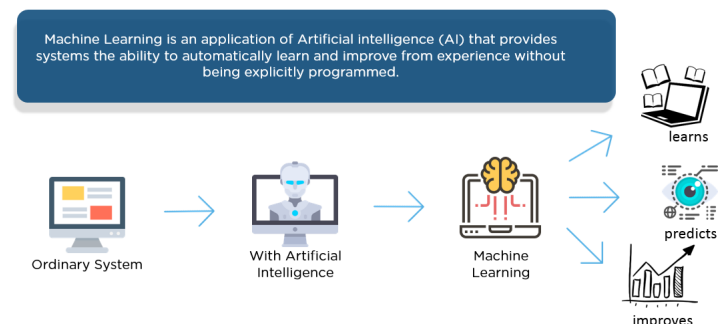 Machine Learning is an application of Artificial intelligence (AI) that provides
systems the ability to automatically learn and improve from experience without
being explicitly programmed.
learns
predicts
Ordinary System
With Artificial
Intelligence
Machine
Learning
improves